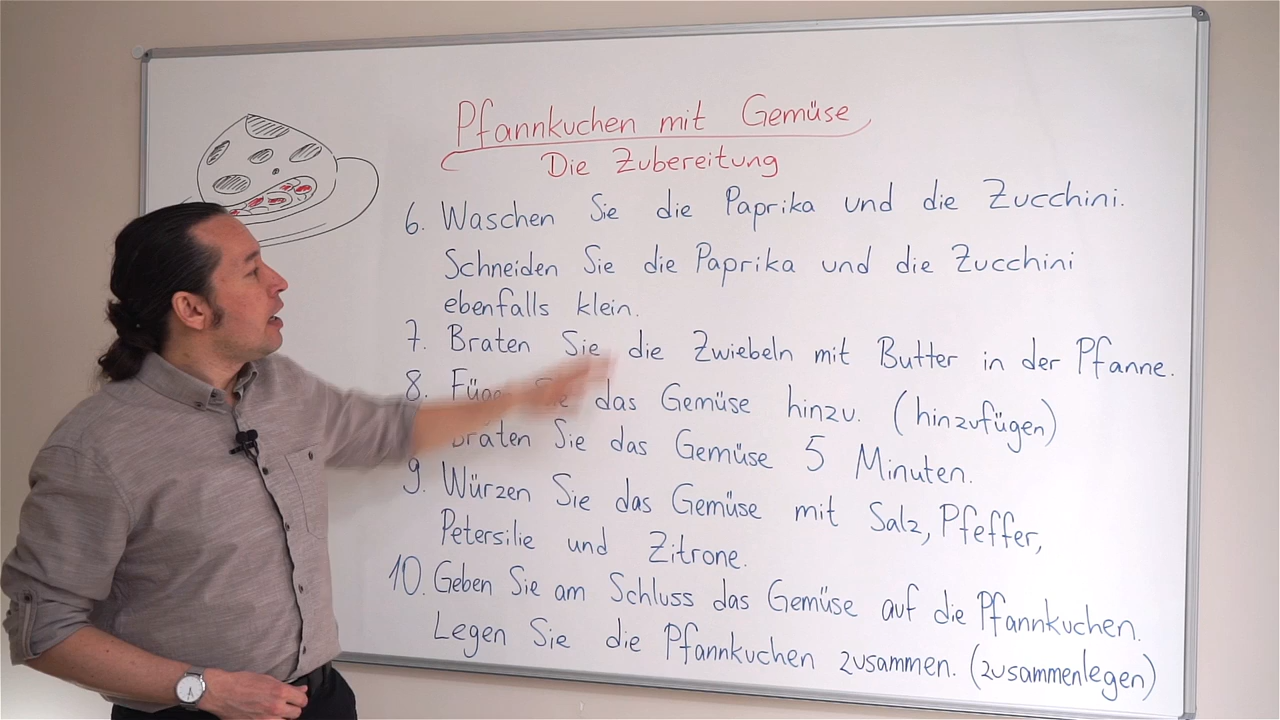 Pfannkuchen mit Gemüse
Die Zubereitung
6. Waschen Sie die Paprika und die Zucchini.
Schneiden Sie die Paprika und die Zucchini
ebenfalls klein.
7. Braten Sie die Zwiebeln mit Butter in der Pfanne.
8. das Gemüse hinzu. (hinzufügen)
Braten Sie das Gemüse 5 Minuten.
9. Würzen Sie das Gemüse mit Salz, Pfeffer,
Petersilie und Zitrone.
10. Geben Sie am Schluss das Gemüse auf die Pfannkuchen.
Legen Sie die Pfannkuchen zusammen. (zusammenlegen)